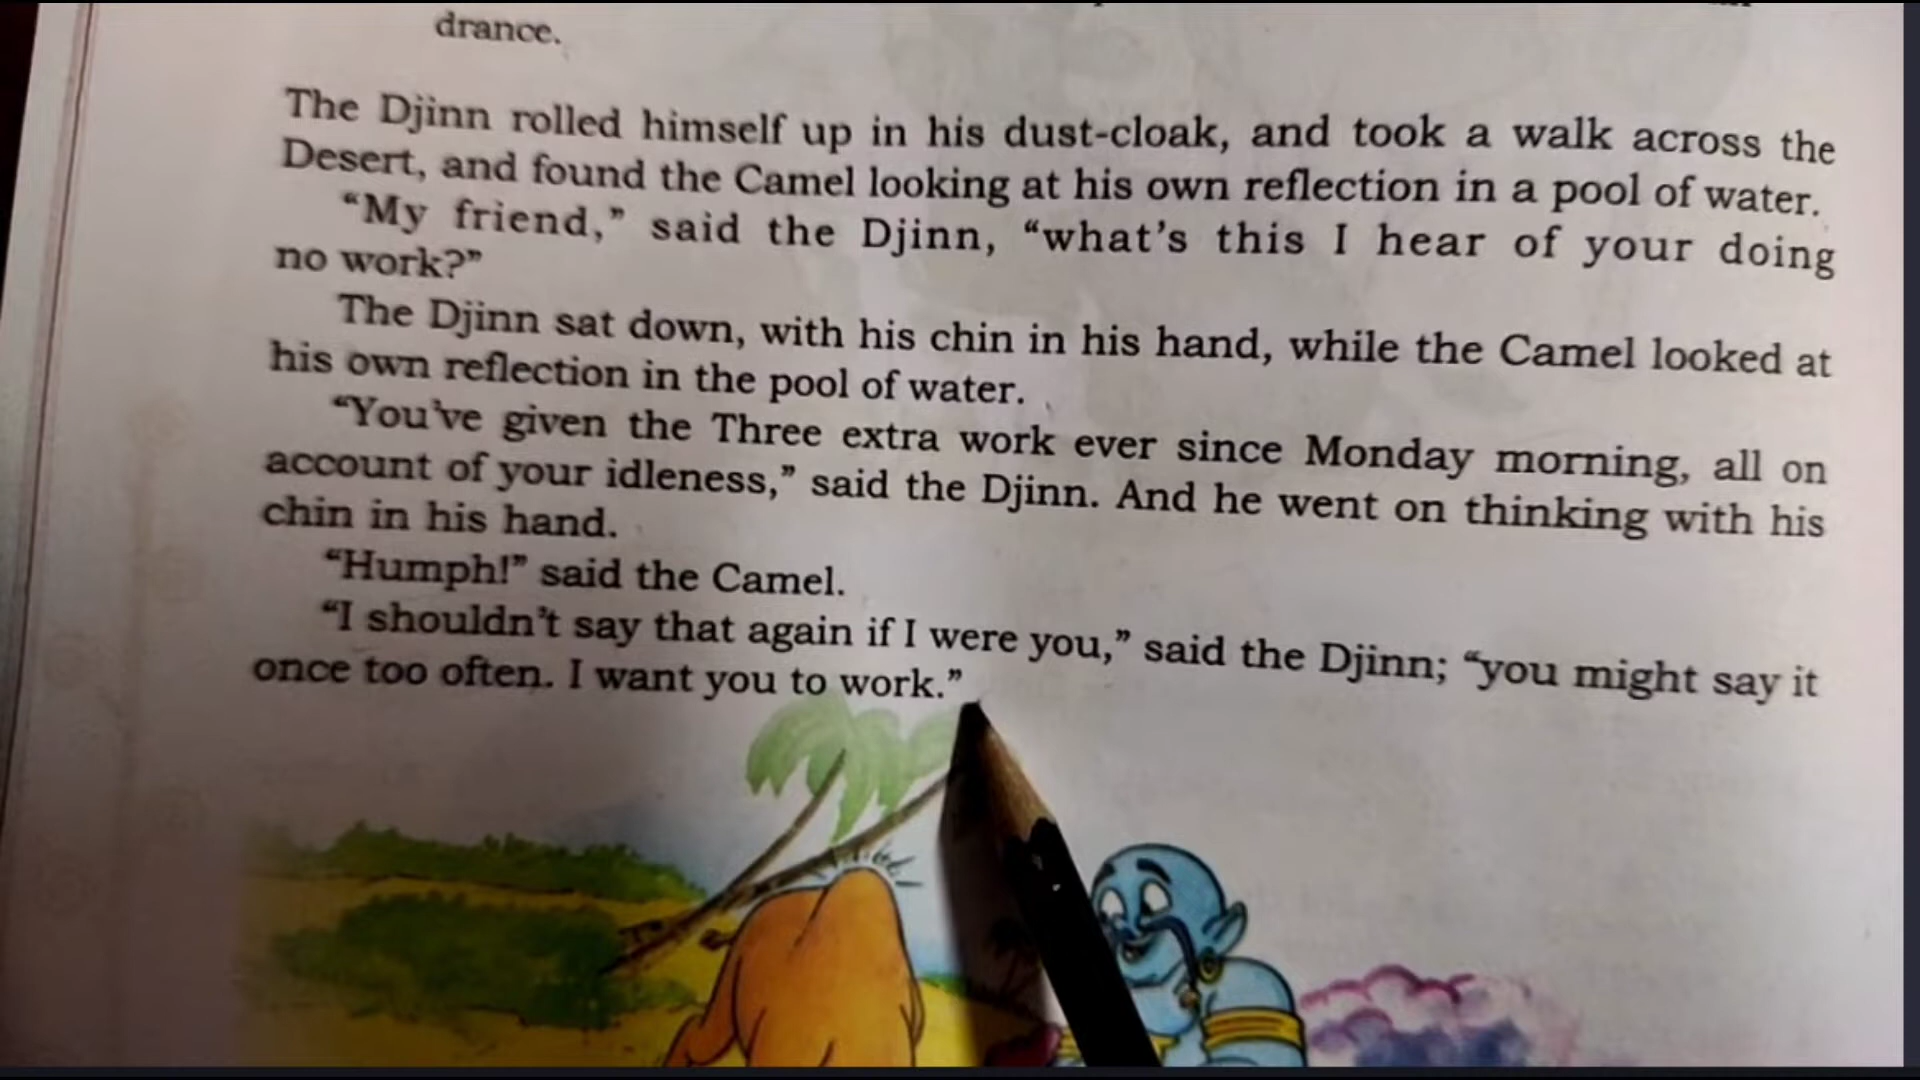 drance.
The Djinn rolled himself up in his dust-cloak, and took a walk across the
Desert, and found the Camel looking at his own reflection in a pool of water.
“My friend,” said the Djinn, “what’s this I hear of your doing
no work?”
The Djinn sat down, with his chin in his hand, while the Camel looked at
his own reflection in the pool of water.
“You’ve given the Three extra work ever since Monday morning, all on
account of your idleness,” said the Djinn. And he went on thinking with his
chin in his hand.
“Humph!” said the Camel.
“I shouldn’t say that again if I were you,” said the Djinn; “you might say it
once too often. I want you to work.”